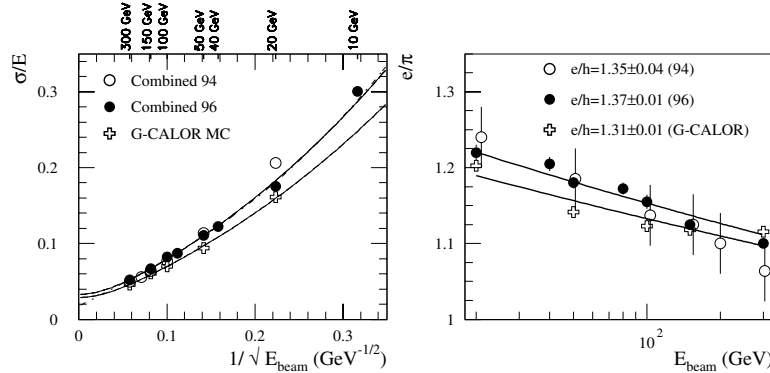 300 GeV
150 GeV
100 GeV
50 GeV
40 GeV
20 GeV
10 GeV
σ/E
0.3
0.2
0.1
0
0
0.1
0.2
0.3
Combined 94
Combined 96
G-CALOR MC
1/√E_beam (GeV^-1/2)
e/π
1.3
1.2
1.1
1
e/h=1.35±0.04 (94)
e/h=1.37±0.01 (96)
e/h=1.31±0.01 (G-CALOR)
10^2
E_beam (GeV)